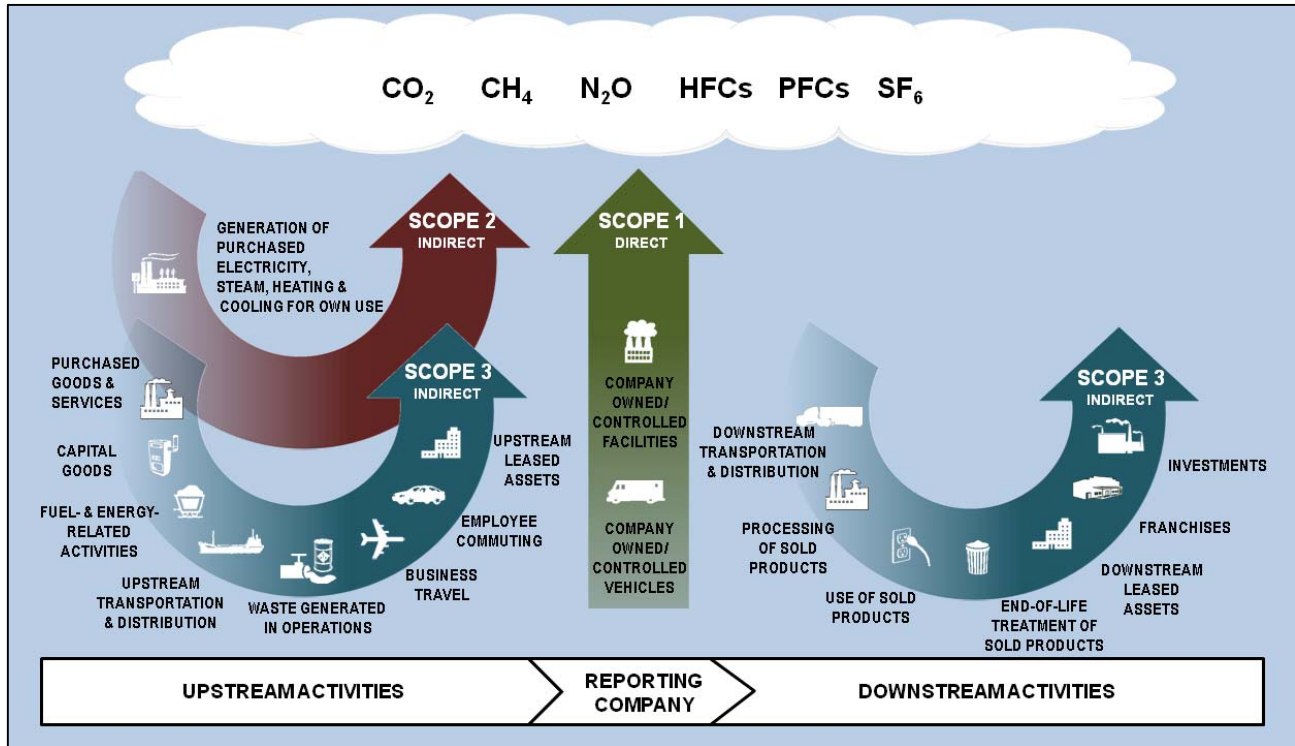 CO₂ CH₄ N₂O HFCs PFCs SF₆
SCOPE 2
INDIRECT
GENERATION OF
PURCHASED
ELECTRICITY,
STEAM, HEATING &
COOLING FOR OWN USE
SCOPE 1
DIRECT
COMPANY
OWNED/
CONTROLLED
FACILITIES
COMPANY
OWNED/
CONTROLLED
VEHICLES
SCOPE 3
INDIRECT
PURCHASED
GOODS &
SERVICES
CAPITAL
GOODS
FUEL- & ENERGY-
RELATED
ACTIVITIES
UPSTREAM
TRANSPORTATION
& DISTRIBUTION
WASTE GENERATED
IN OPERATIONS
BUSINESS
TRAVEL
EMPLOYEE
COMMUTING
UPSTREAM
LEASED
ASSETS
SCOPE 3
INDIRECT
DOWNSTREAM
TRANSPORTATION
& DISTRIBUTION
PROCESSING
OF SOLD
PRODUCTS
USE OF SOLD
PRODUCTS
END-OF-LIFE
TREATMENT OF
SOLD PRODUCTS
DOWNSTREAM
LEASED
ASSETS
FRANCHISES
INVESTMENTS
UPSTREAM ACTIVITIES
REPORTING
COMPANY
DOWNSTREAM ACTIVITIES